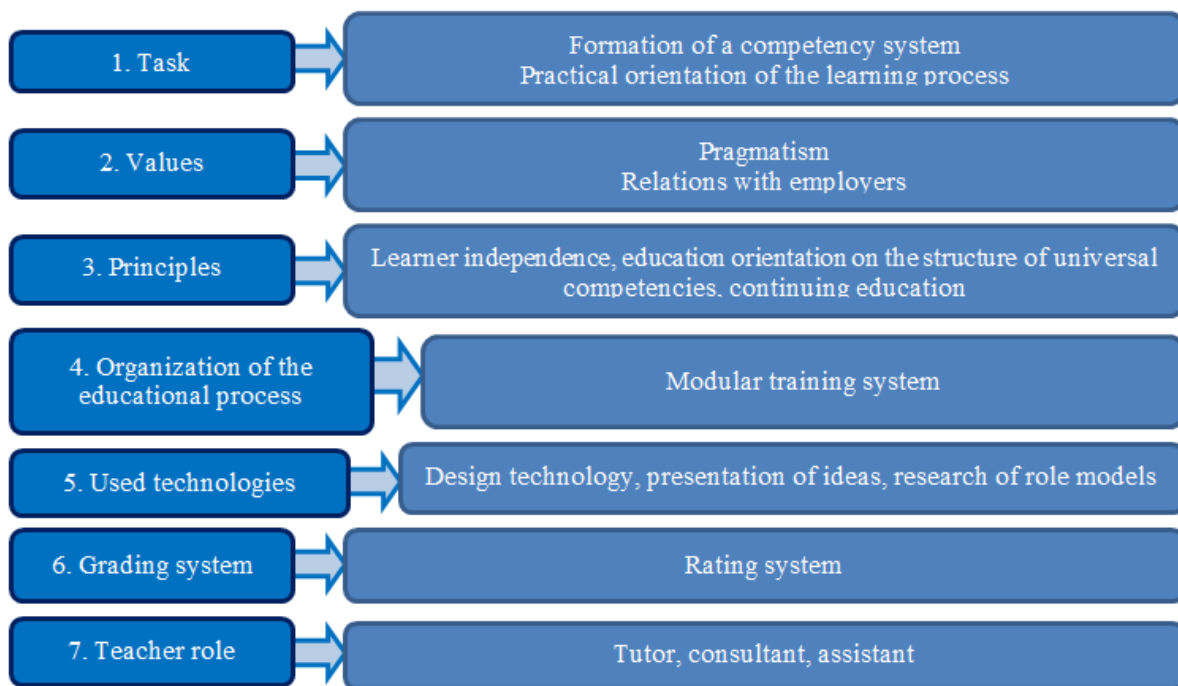 1. Task
Formation of a competency system
Practical orientation of the learning process
2. Values
Pragmatism
Relations with employers
3. Principles
Learner independence, education orientation on the structure of universal
competencies, continuing education
4. Organization of the
educational process
Modular training system
5. Used technologies
Design technology, presentation of ideas, research of role models
6. Grading system
Rating system
7. Teacher role
Tutor, consultant, assistant